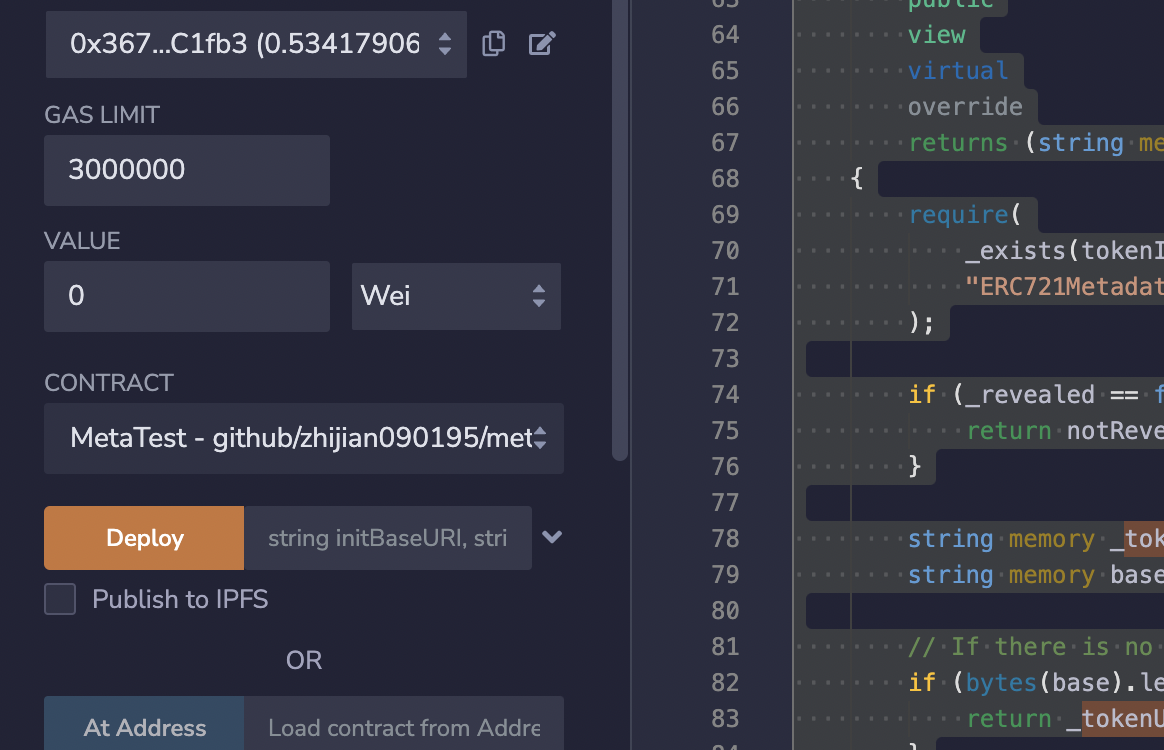 0x367...C1fb3 (0.53417906
GAS LIMIT
3000000
VALUE
0
Wei
CONTRACT
MetaTest - github/zhijian090195/met
Deploy
string initBaseURI, stri
Publish to IPFS
OR
At Address
Load contract from Addre
public
64 view
65 virtual
66 override
67 returns (string me
68 {
69 require(
70 _exists(tokenI
71 "ERC721Metadat
72 );
73
74 if (_revealed == f
75 return notReve
76 }
77
78 string memory _tok
79 string memory base
80
81 // If there is no
82 if (bytes(base).le
83 return _tokenU